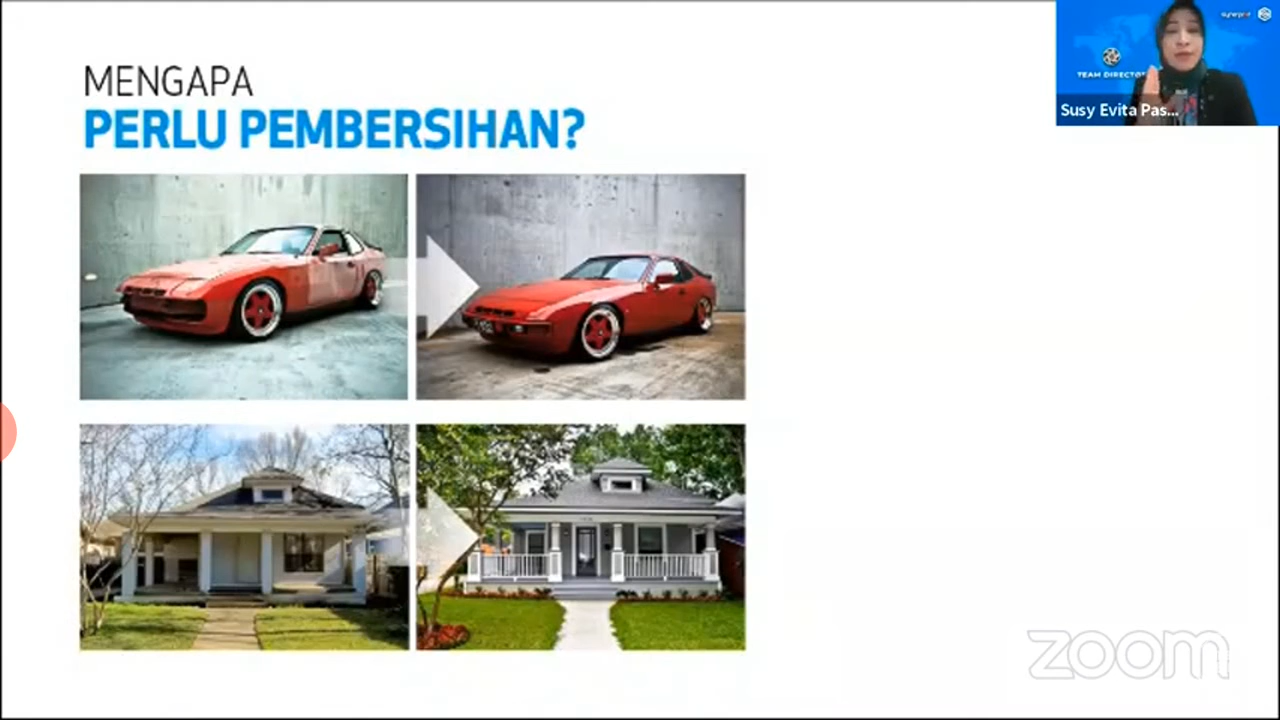 MENGAPA
PERLU PEMBERSIHAN?
TEAM DIRECTOR
Susy Evita Pas...
zoom